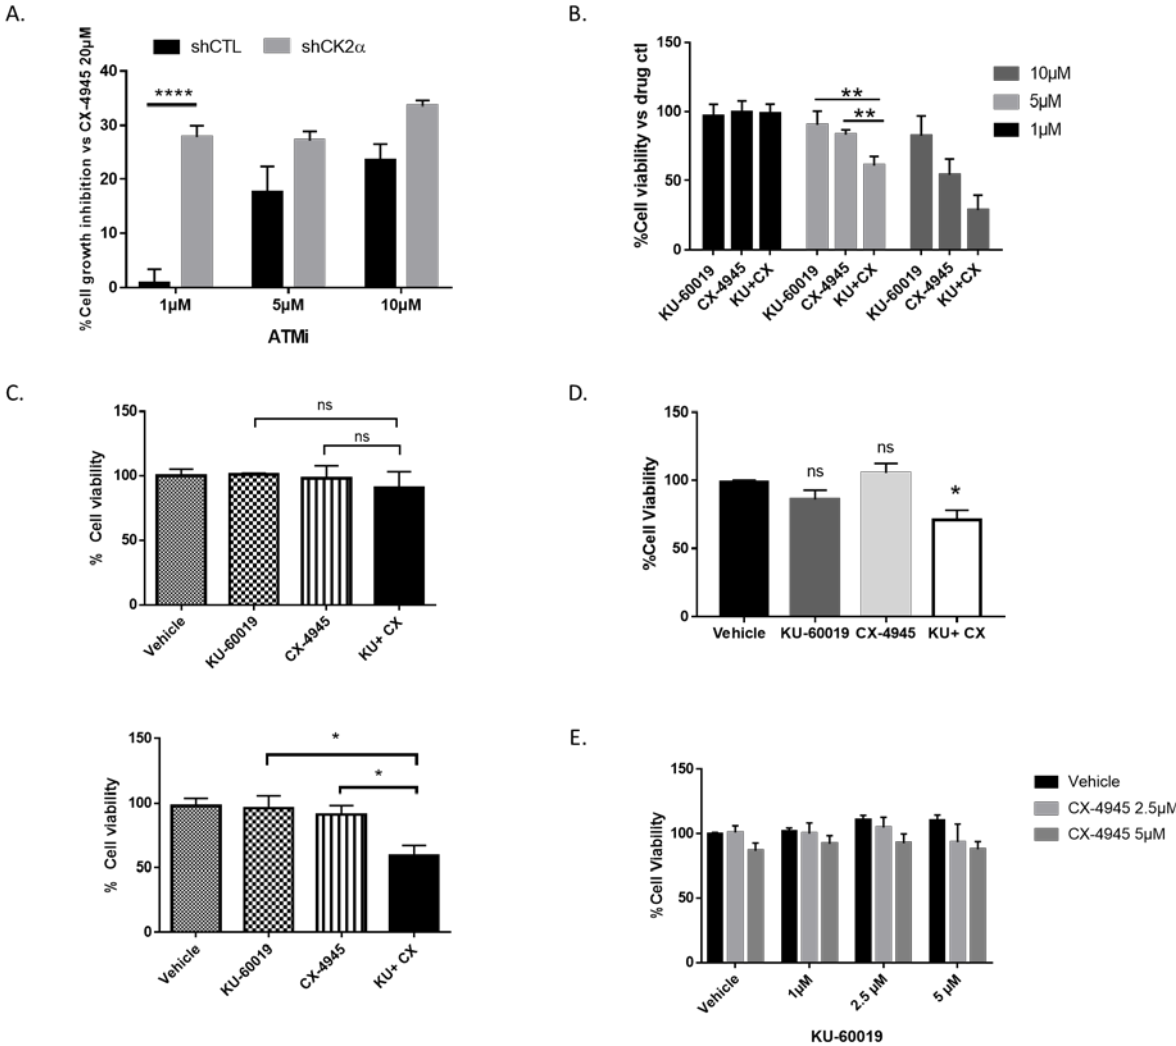 A.
shCTL shCK2α
%Cell growth inhibition vs CX-4945 20μM
40
30
20
10
0
****
1μM 5μM 10μM
ATMi
B.
%Cell viability vs drug ctl
150
100
50
0
**
**
10μM
5μM
1μM
KU-60019 CX-4945 KU+CX KU-60019 CX-4945 KU+CX KU-60019 CX-4945 KU+CX
C.
% Cell viability
150
100
50
0
ns
ns
Vehicle KU-60019 CX-4945 KU+ CX
% Cell viability
150
100
50
0
*
*
Vehicle KU-60019 CX-4945 KU+ CX
D.
%Cell Viability
150
100
50
0
ns
ns
*
Vehicle KU-60019 CX-4945 KU+ CX
E.
% Cell Viability
150
100
50
0
Vehicle
CX-4945 2.5μM
CX-4945 5μM
Vehicle 1μM 2.5 μM 5 μM
KU-60019